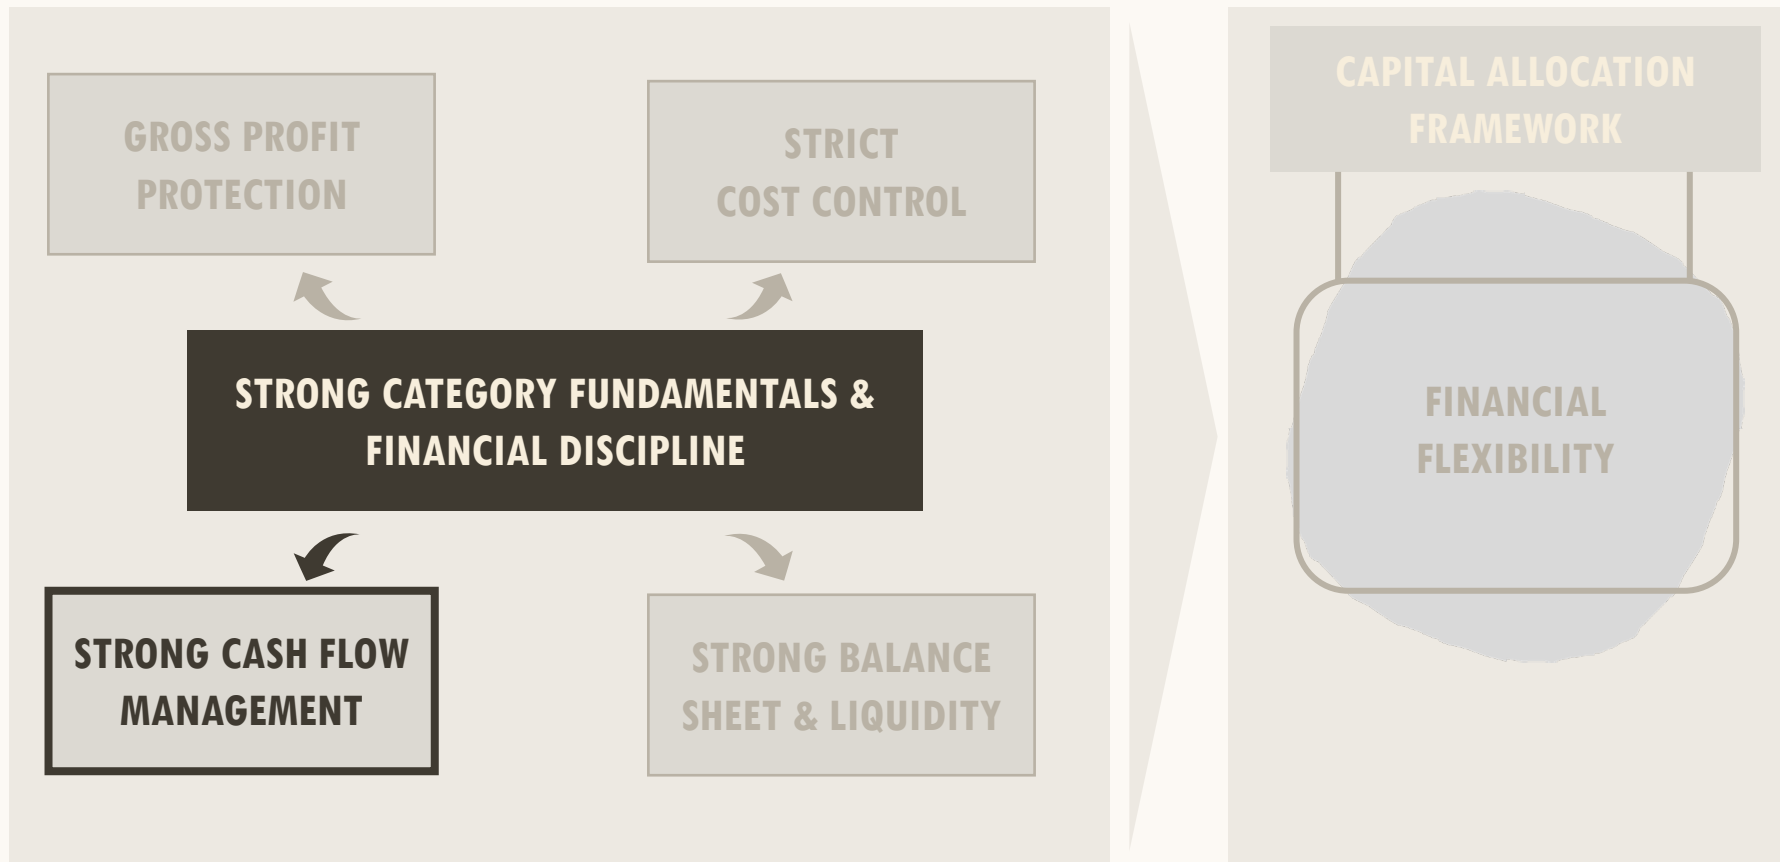 GROSS PROFIT
PROTECTION
STRICT
COST CONTROL
STRONG CATEGORY FUNDAMENTALS &
FINANCIAL DISCIPLINE
STRONG CASH FLOW
MANAGEMENT
STRONG BALANCE
SHEET & LIQUIDITY
CAPITAL ALLOCATION
FRAMEWORK
FINANCIAL
FLEXIBILITY